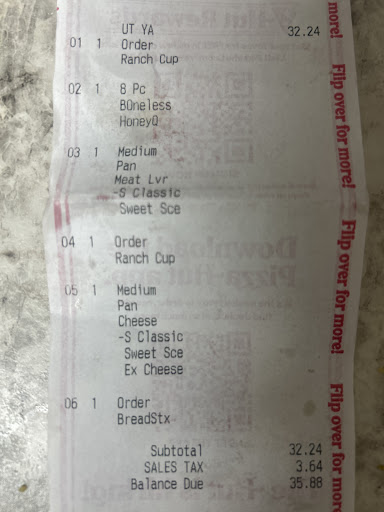 UT YA 32.24
01 1 Order
Ranch Cup
02 1 8 Pc
BOneless
HoneyQ
03 1 Medium
Pan
Meat Lvr
-S Classic
Sweet Sce
04 1 Order
Ranch Cup
05 1 Medium
Pan
Cheese
-S Classic
Sweet Sce
Ex Cheese
06 1 Order
BreadStx
Subtotal 32.24
SALES TAX 3.64
Balance Due 35.88
more!
Flip over for more!
Flip over for more!
Flip over for more!